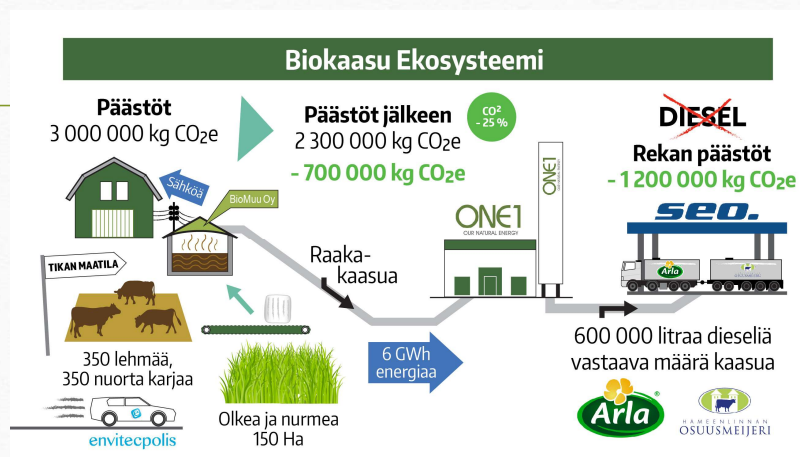 Biokaasu Ekosysteemi
Päästöt
3 000 000 kg CO2e
Päästöt jälkeen
2 300 000 kg CO2e
- 700 000 kg CO2e
CO²
- 25 %
DIESEL
Rekan päästöt
- 1 200 000 kg CO2e
Sähköä
BioMuu Oy
ONE1
OUR NATURAL ENERGY
ONE1
seo.
Arla
OSUUSMEIJERI
TIKAN MAATILA
Raaka-
kaasua
350 lehmää,
350 nuorta karjaa
envitecpolis
Olkea ja nurmea
150 Ha
6 GWh
energiaa
600 000 litraa dieseliä
vastaava määrä kaasua
Arla
HÄMEENLINNAN
OSUUSMEIJERI